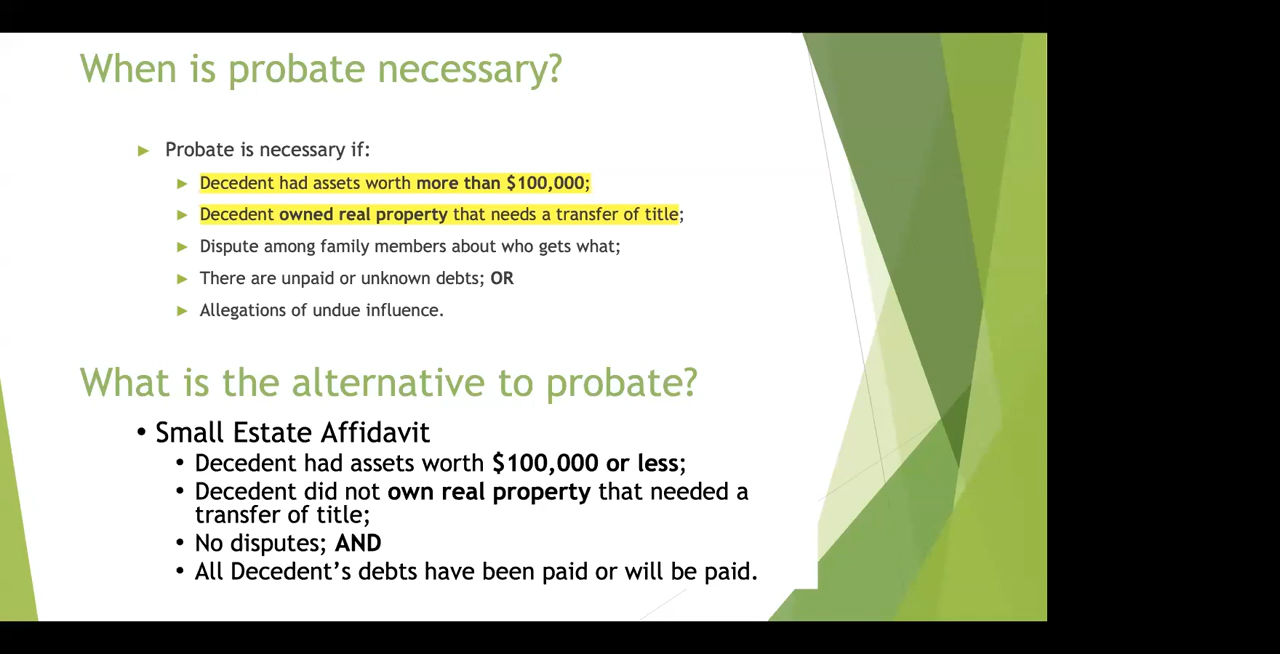 When is probate necessary?
► Probate is necessary if:
► Decedent had assets worth more than $100,000;
► Decedent owned real property that needs a transfer of title;
► Dispute among family members about who gets what;
► There are unpaid or unknown debts; OR
► Allegations of undue influence.
What is the alternative to probate?
• Small Estate Affidavit
• Decedent had assets worth $100,000 or less;
• Decedent did not own real property that needed a
transfer of title;
• No disputes; AND
• All Decedent’s debts have been paid or will be paid.